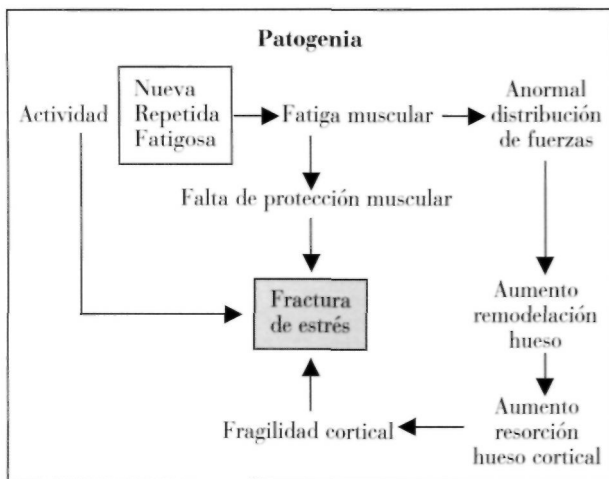 Patogenia
Actividad
Nueva
Repetida
Fatigosa
Fatiga muscular
Anormal
distribución
de fuerzas
Falta de protección muscular
Fractura
de estrés
Aumento
remodelación
hueso
Fragilidad cortical
Aumento
resorción
hueso cortical